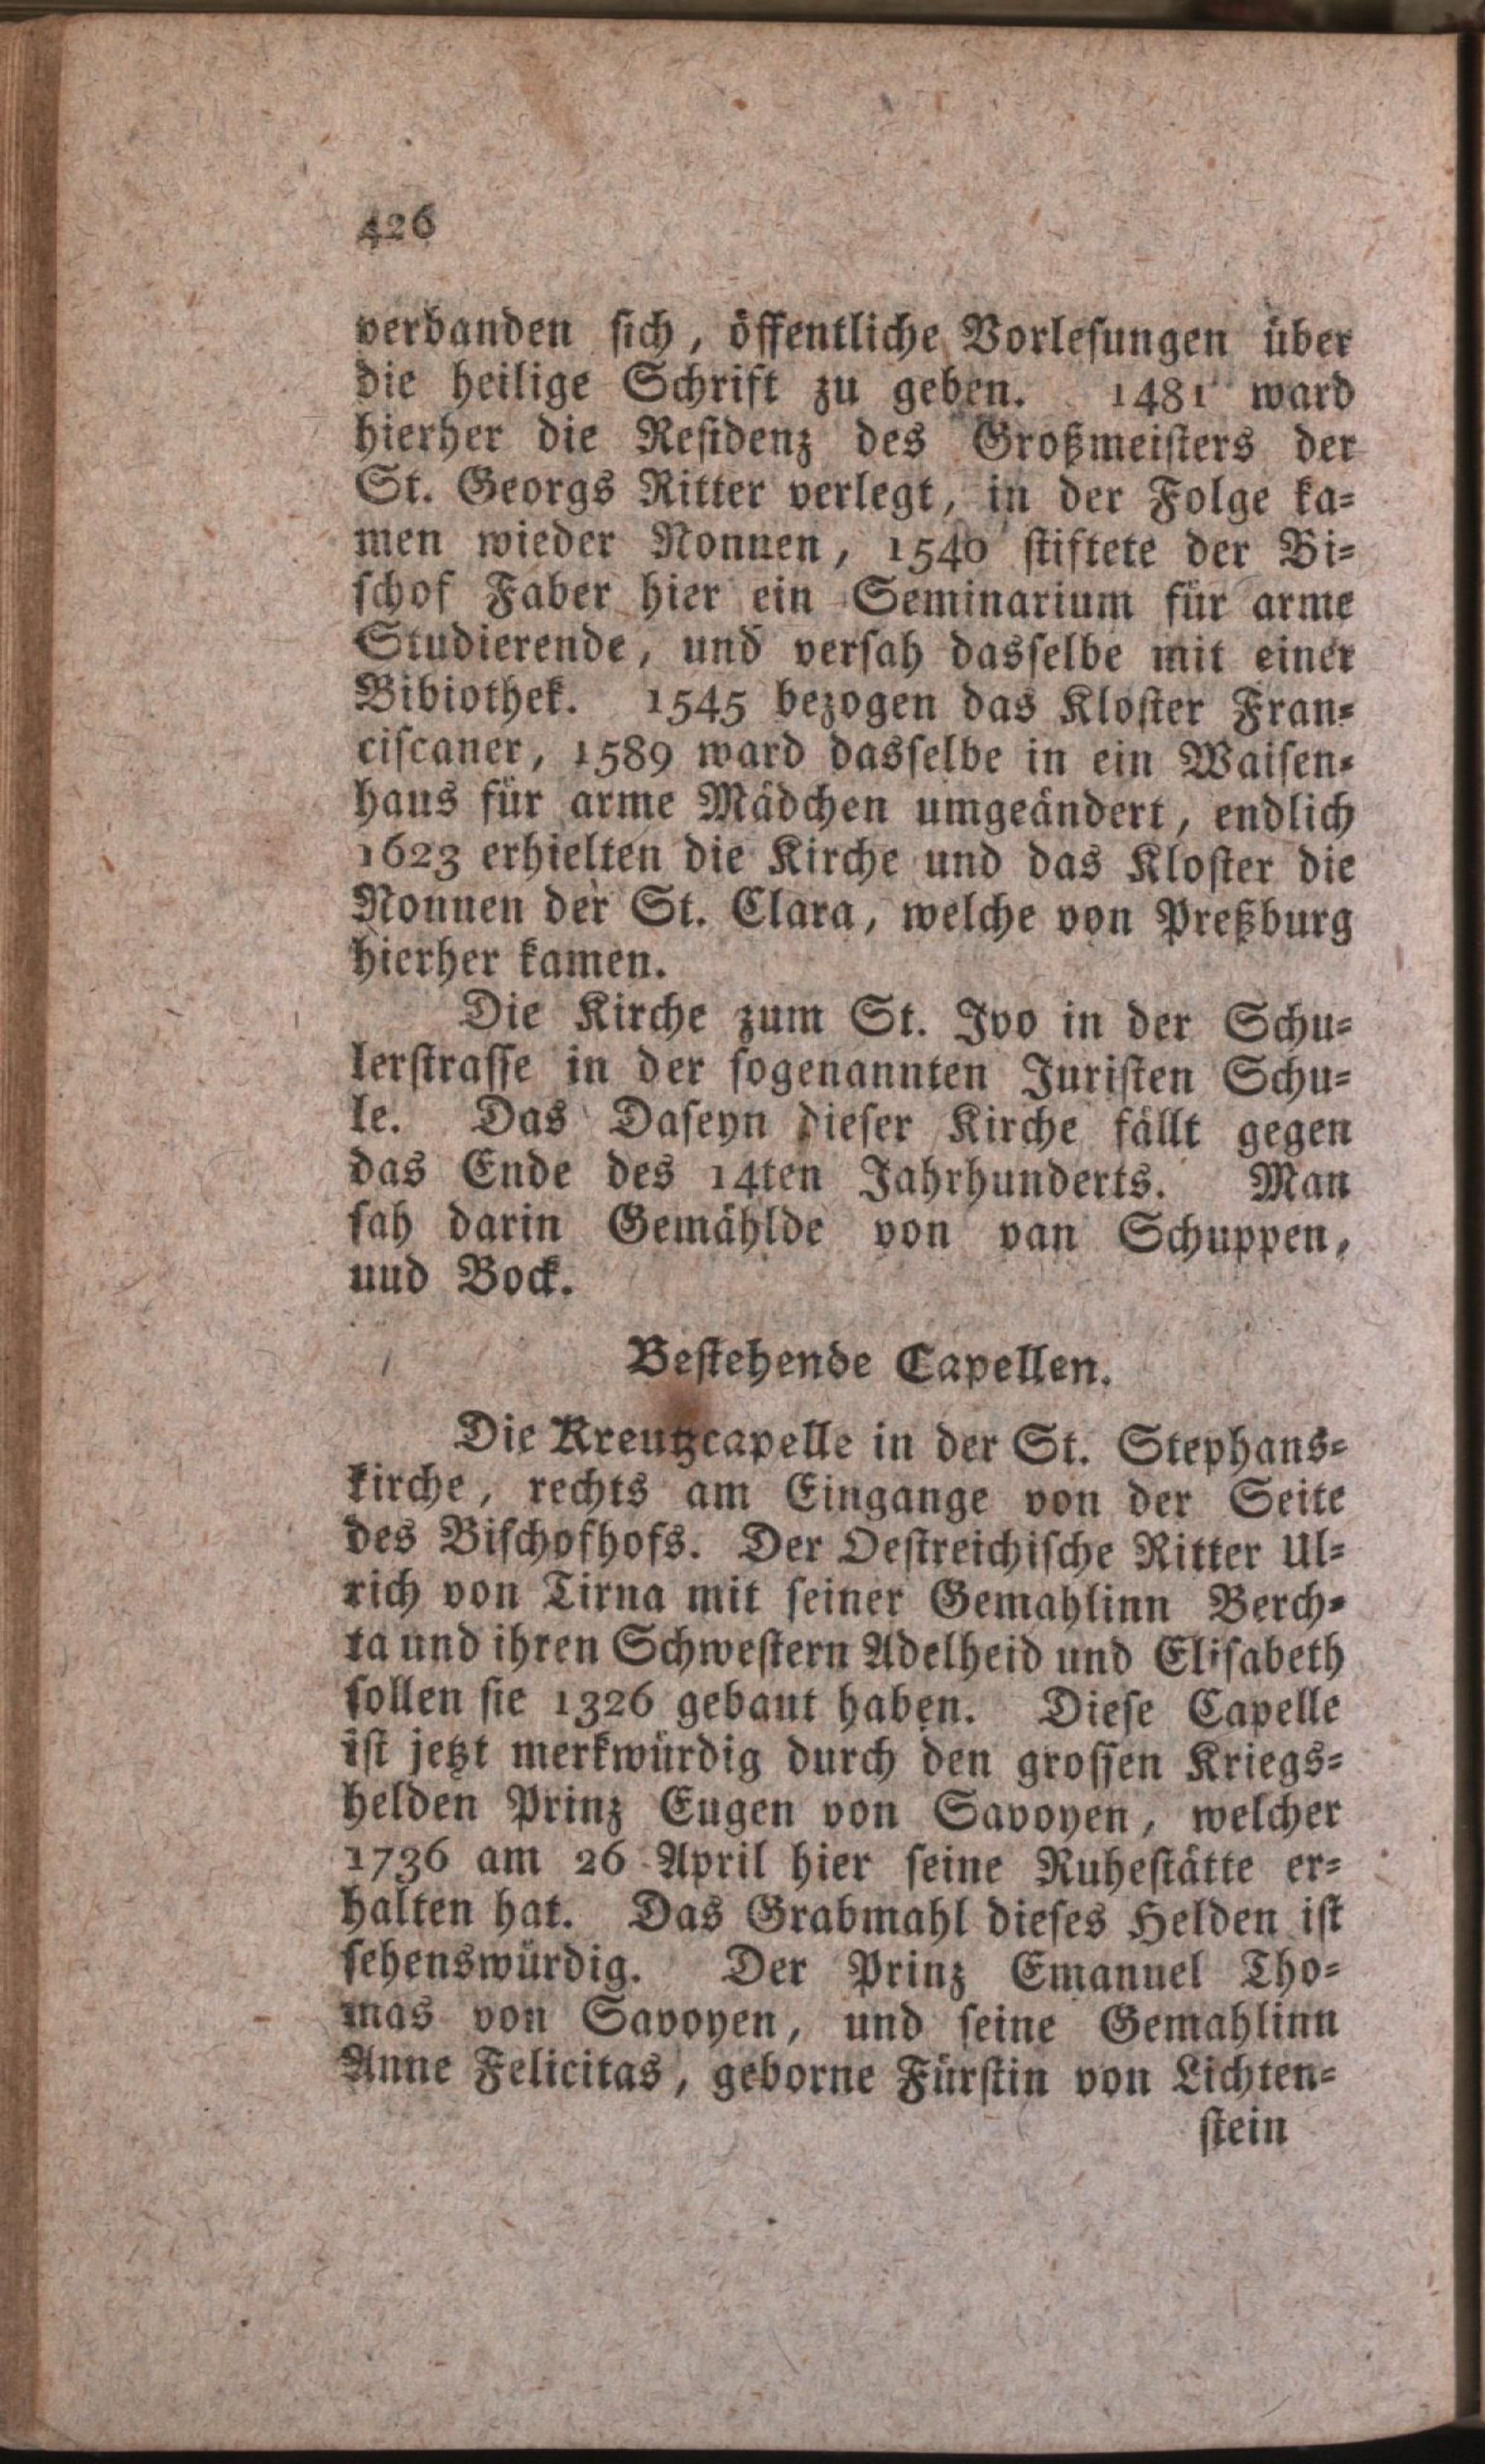 426
verbanden sich, öffentliche Vorlesungen über
die heilige Schrift zu geben. 1481 ward
hierher die Residenz des Großmeisters der
St. Georgs Ritter verlegt, in der Folge ka=
men wieder Nonnen, 1540 stiftete der Bi=
schof Faber hier ein Seminarium für arme
Studierende, und versah dasselbe mit einer
Bibiothek. 1545 bezogen das Kloster Fran=
ciscaner, 1589 ward dasselbe in ein Waisen=
haus für arme Mädchen umgeändert, endlich
1623 erhielten die Kirche und das Kloster die
Nonnen der St. Clara, welche von Preßburg
hierher kamen.
Die Kirche zum St. Ivo in der Schu=
lerstrasse in der sogenannten Juristen Schu=
le. Das Daseyn dieser Kirche fällt gegen
das Ende des 14ten Jahrhunderts. Man
sah darin Gemählde von van Schuppen,
und Bock.
Bestehende Capellen.
Die Kreutzcapelle in der St. Stephans=
kirche, rechts am Eingange von der Seite
des Bischofhofs. Der Oestreichische Ritter Ul=
rich von Tirna mit seiner Gemahlinn Berch=
ta und ihren Schwestern Adelheid und Elisabeth
sollen sie 1326 gebaut haben. Diese Capelle
ist jetzt merkwürdig durch den grossen Kriegs=
helden Prinz Eugen von Savoyen, welcher
1736 am 26 April hier seine Ruhestätte er=
halten hat. Das Grabmahl dieses Helden ist
sehenswürdig. Der Prinz Emanuel Tho=
mas von Savoyen, und seine Gemahlinn
Anne Felicitas, geborne Fürstin von Lichten=
stein